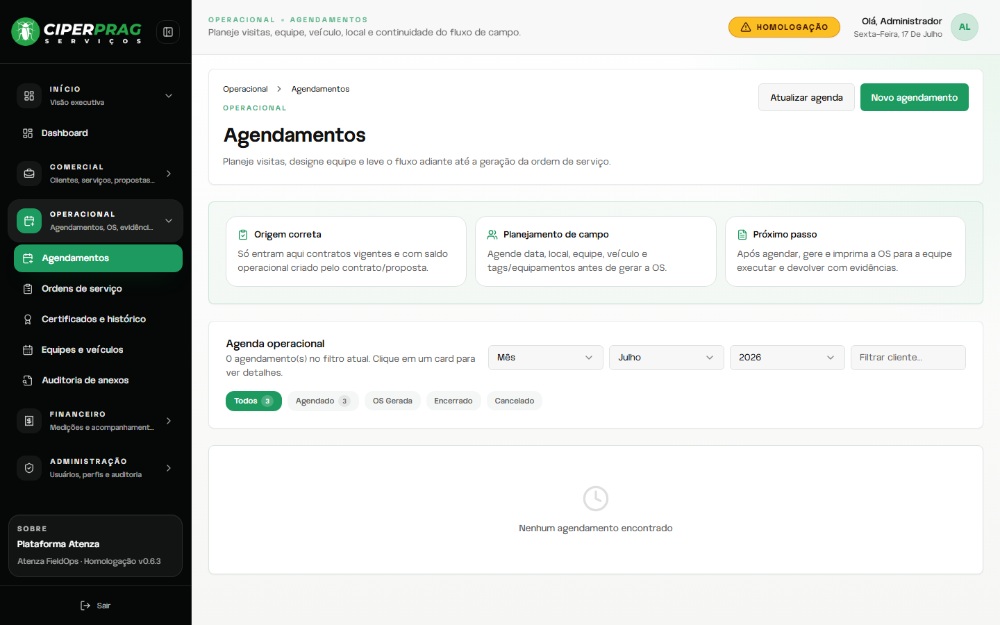 CIPERPRAG
SERVIÇOS
INÍCIO
Visão executiva
Dashboard
COMERCIAL
Clientes, serviços, propostas...
OPERACIONAL
Agendamentos, OS, evidênci...
Agendamentos
Ordens de serviço
Certificados e histórico
Equipes e veículos
Auditoria de anexos
FINANCEIRO
Medições e acompanhament...
ADMINISTRAÇÃO
Usuários, perfis e auditoria
SOBRE
Plataforma Atenza
Atenza FieldOps · Homologação v0.6.3
Sair
OPERACIONAL • AGENDAMENTOS
Planeje visitas, equipe, veículo, local e continuidade do fluxo de campo.
HOMOLOGAÇÃO
Olá, Administrador
Sexta-Feira, 17 De Julho
AL
Operacional > Agendamentos
OPERACIONAL
Agendamentos
Planeje visitas, designe equipe e leve o fluxo adiante até a geração da ordem de serviço.
Atualizar agenda
Novo agendamento
Origem correta
Só entram aqui contratos vigentes e com saldo
operacional criado pelo contrato/proposta.
Planejamento de campo
Agende data, local, equipe, veículo e
tags/equipamentos antes de gerar a OS.
Próximo passo
Após agendar, gere e imprima a OS para a equipe
executar e devolver com evidências.
Agenda operacional
0 agendamento(s) no filtro atual. Clique em um card para
ver detalhes.
Mês
Julho
2026
Filtrar cliente...
Todos 3
Agendado 3
OS Gerada
Encerrado
Cancelado
Nenhum agendamento encontrado